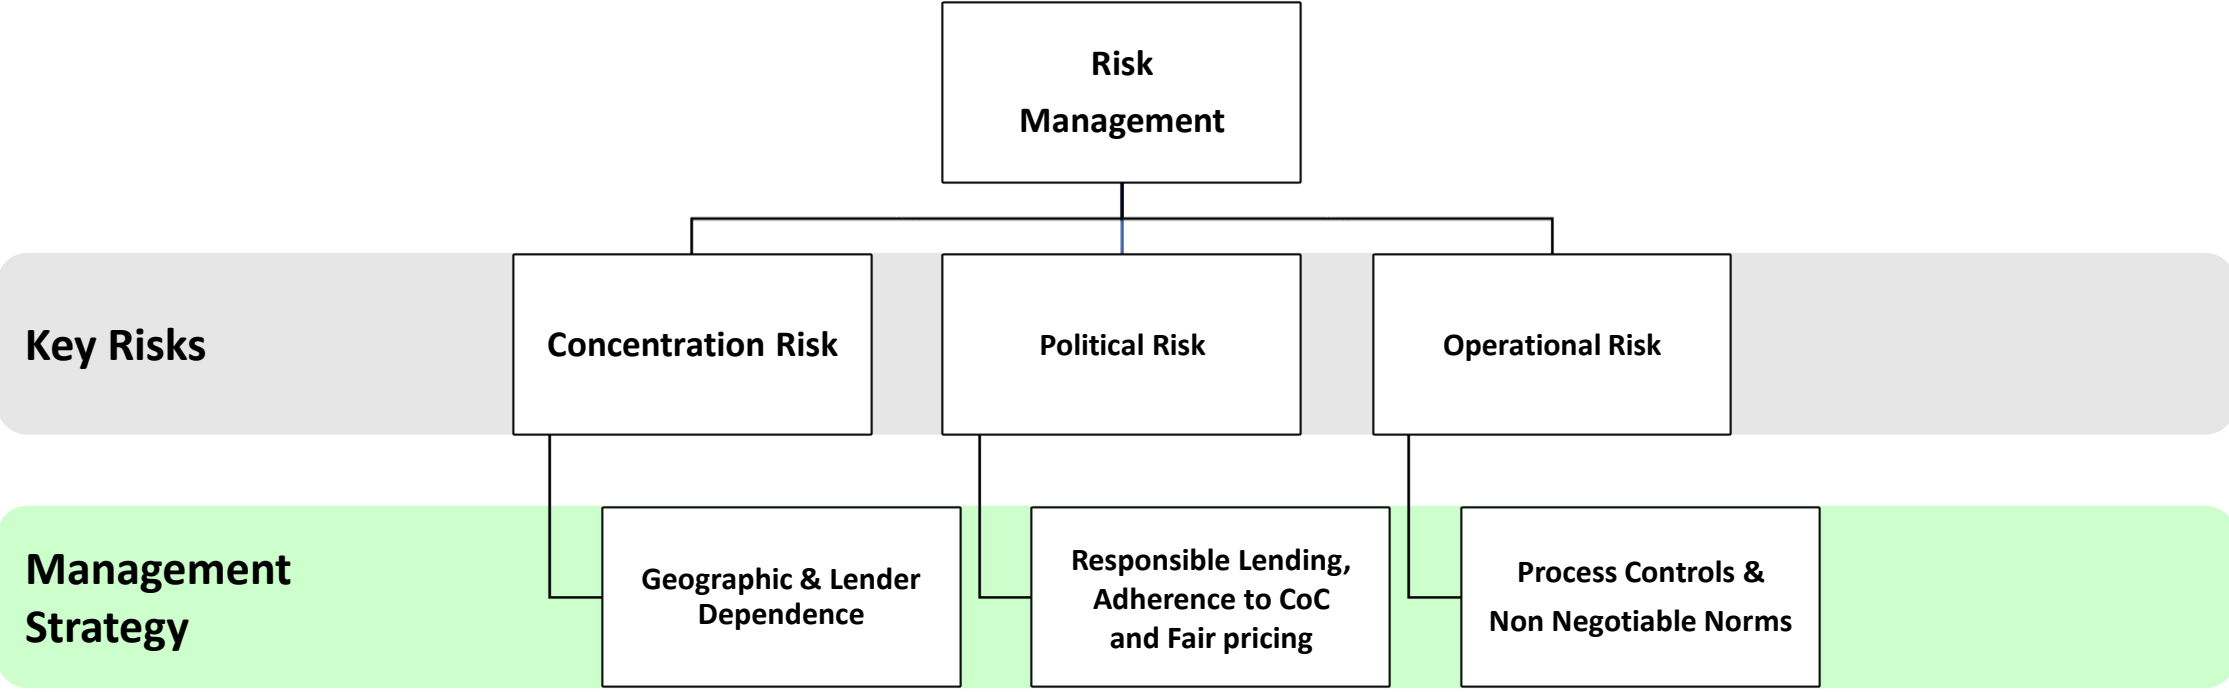 Risk
Management
Key Risks
Concentration Risk
Political Risk
Operational Risk
Management
Strategy
Geographic & Lender
Dependence
Responsible Lending,
Adherence to CoC
and Fair pricing
Process Controls &
Non Negotiable Norms